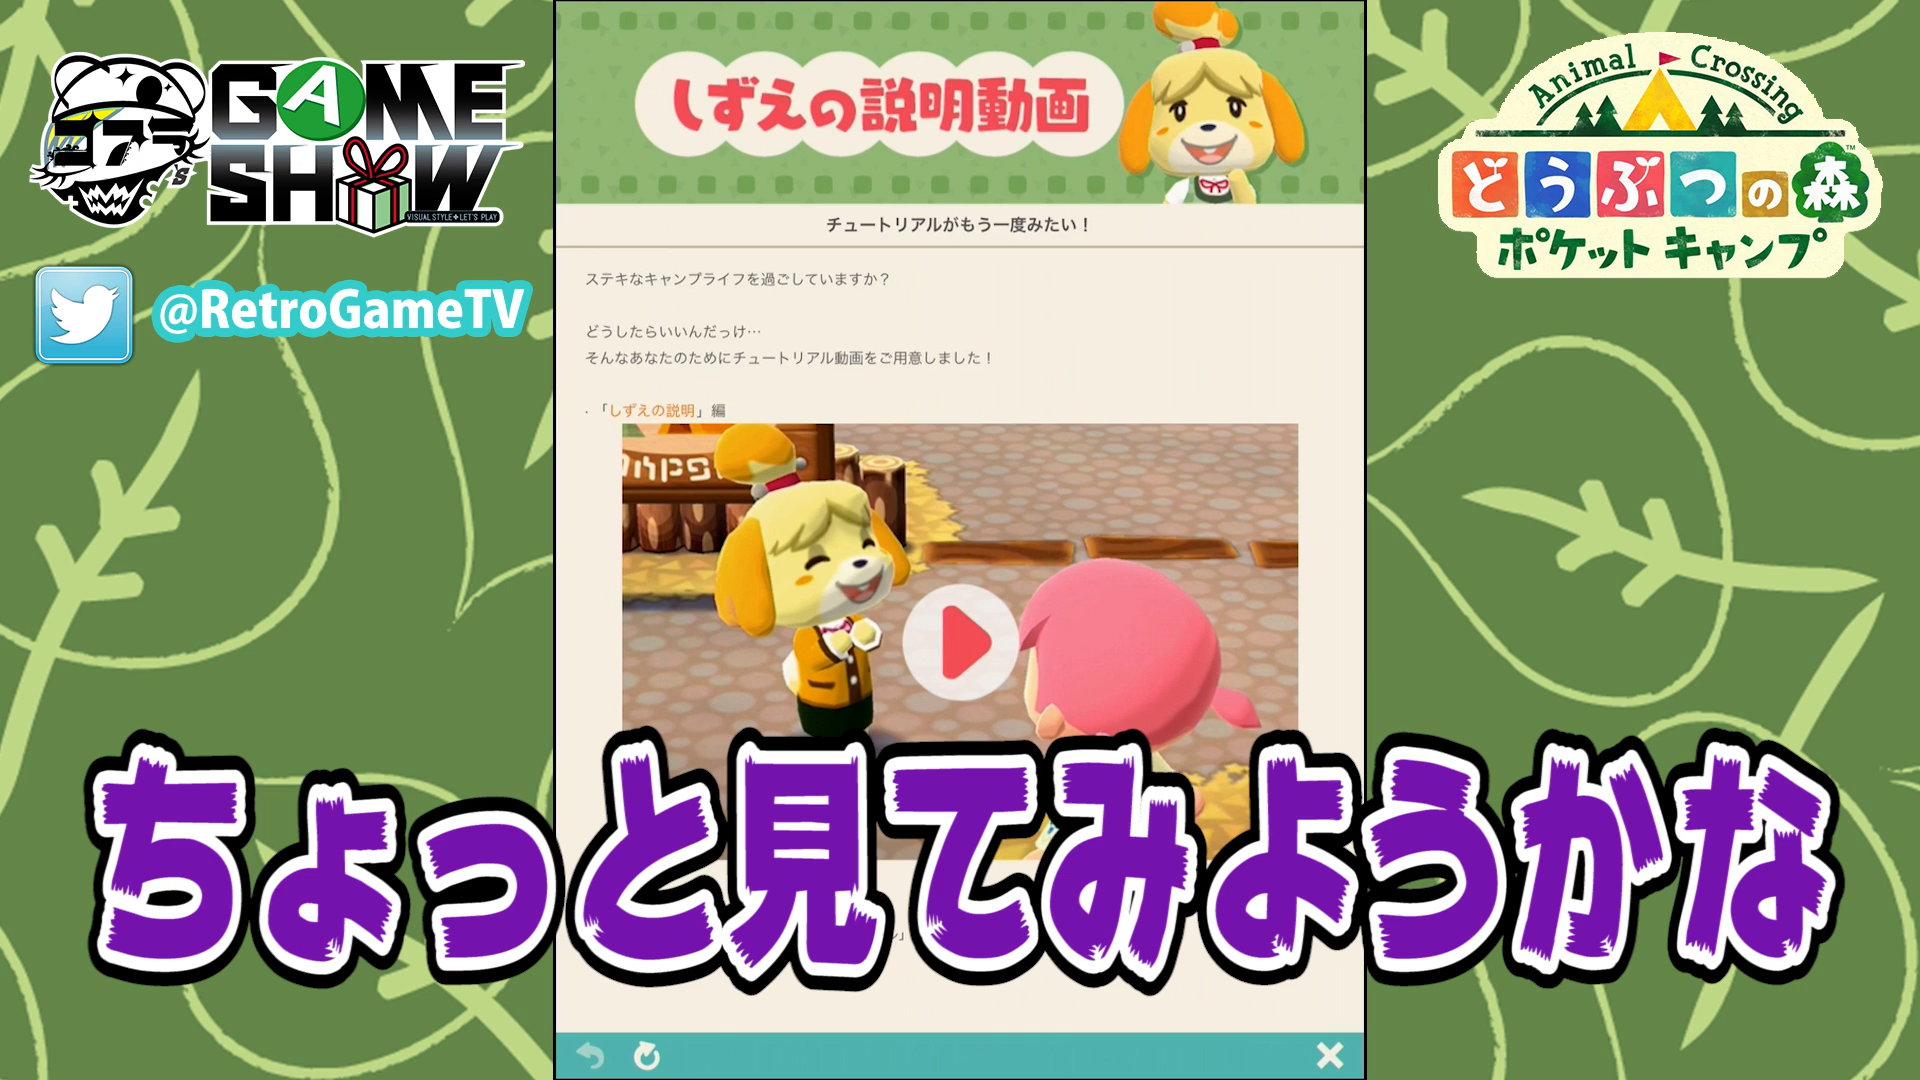 コアラ's
GAME
SHOW
VISUAL STYLE+LET'S PLAY
@RetroGameTV
しずえの説明動画
チュートリアルがもう一度みたい！
ステキなキャンプライフを過ごしていますか？
どうしたらいいんだっけ…
そんなあなたのためにチュートリアル動画をご用意しました！
・「しずえの説明」編
Animal Crossing
どうぶつの森™
ポケット キャンプ
ちょっと見てみようかな